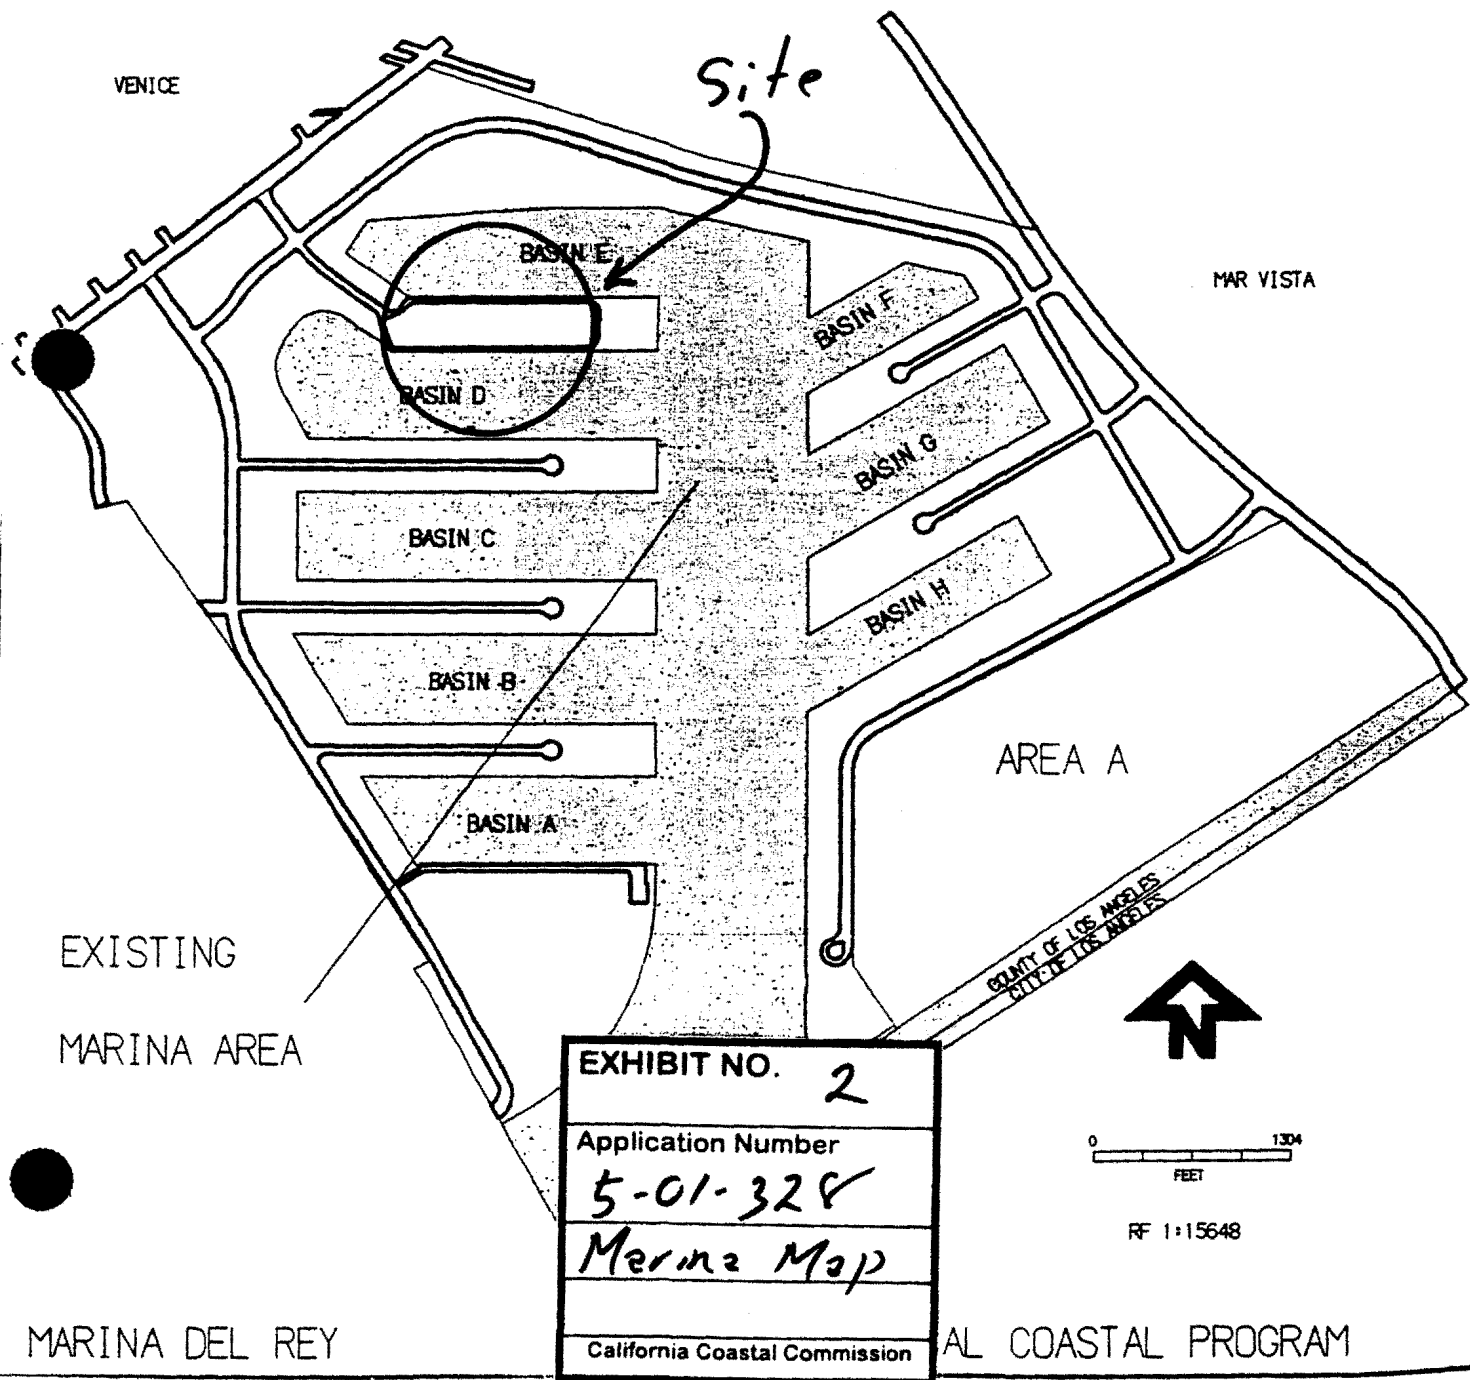 Site
VENICE
MAR VISTA
BASIN E
BASIN F
BASIN D
BASIN G
BASIN C
BASIN H
BASIN B
AREA A
BASIN A
COUNTY OF LOS ANGELES
CITY OF LOS ANGELES
EXISTING
MARINA AREA
N
EXHIBIT NO. 2
Application Number
5-01-328
Marina Map
California Coastal Commission
0 1304
FEET
RF 1:15648
MARINA DEL REY
AL COASTAL PROGRAM